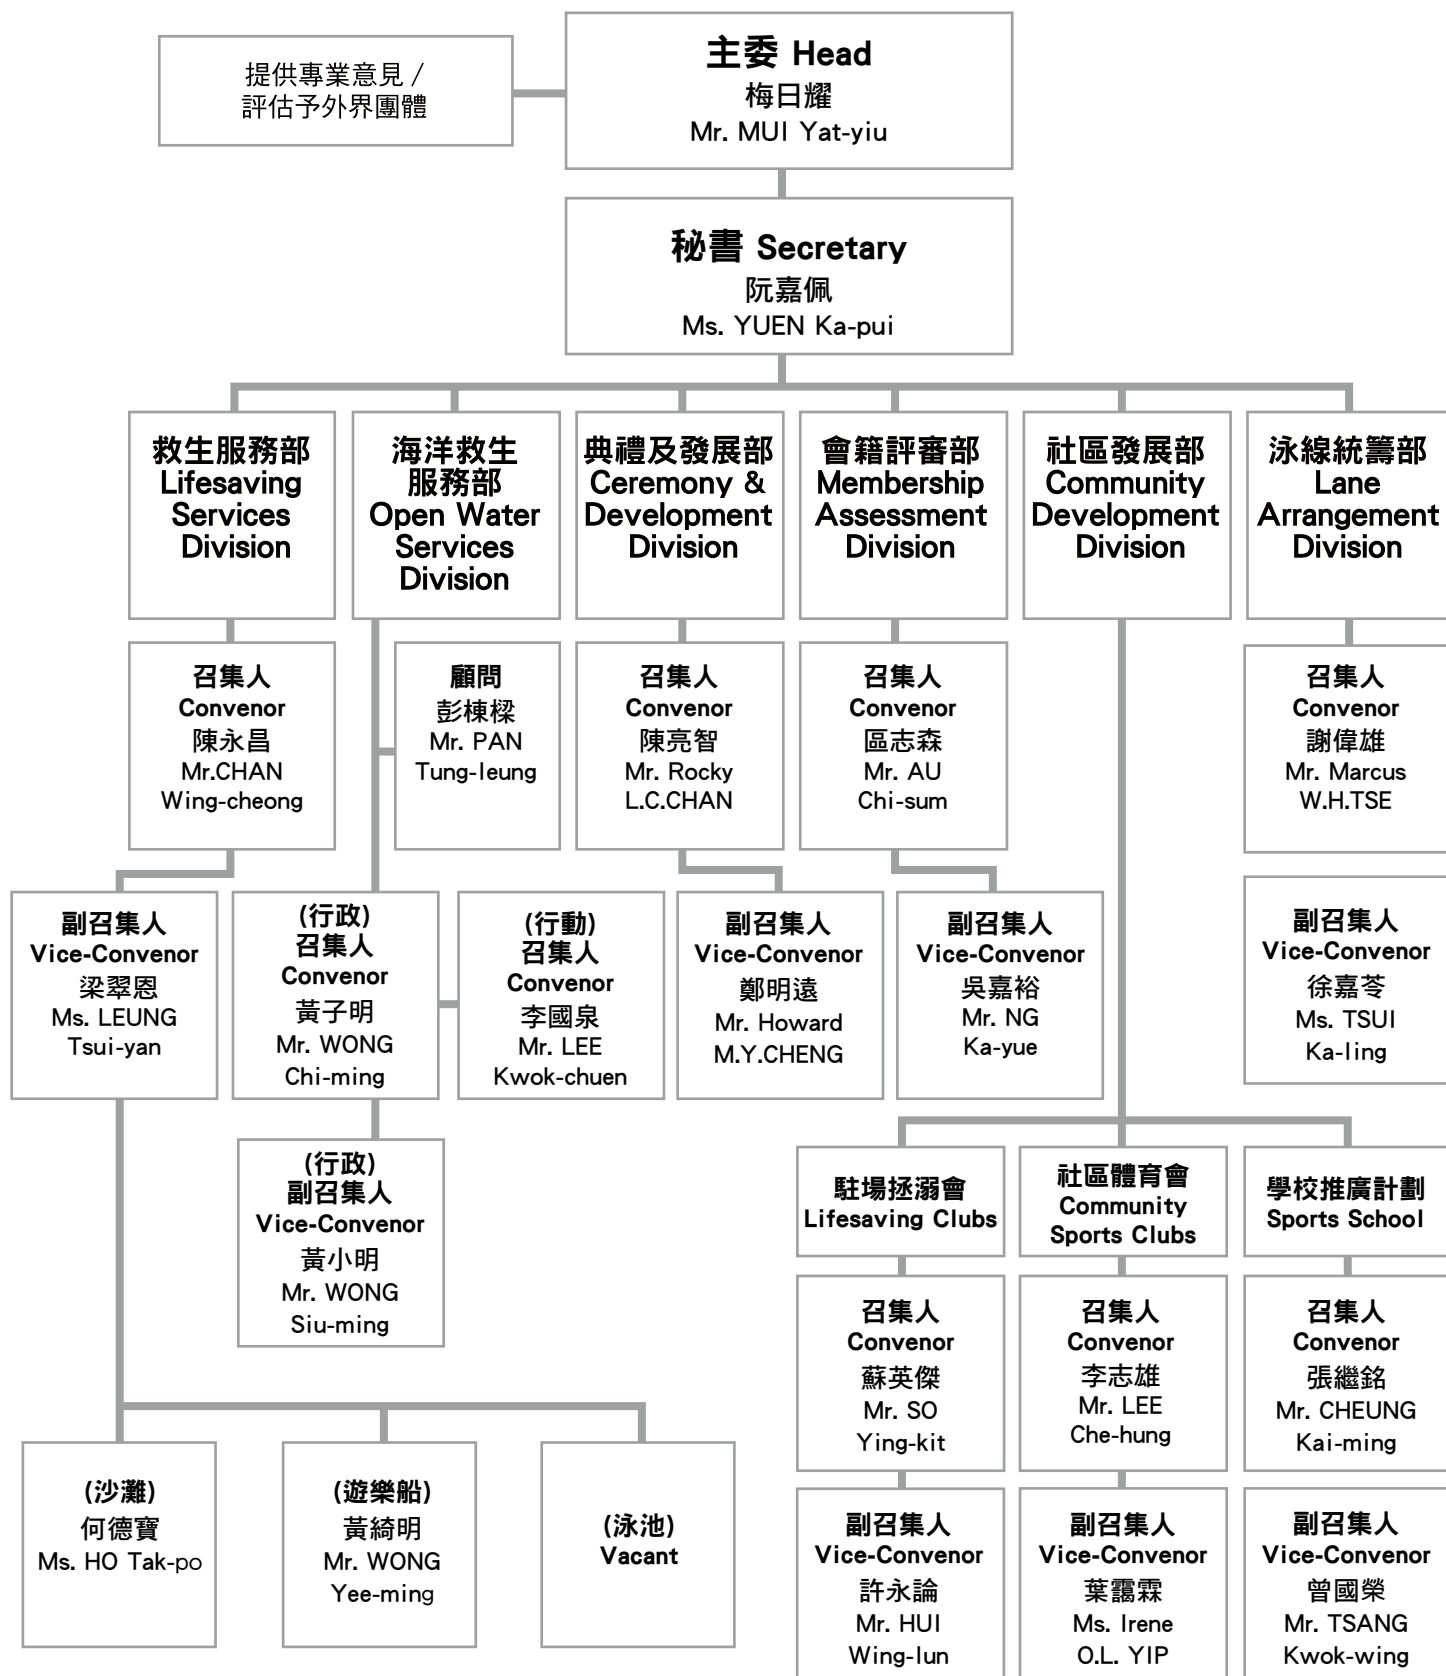 提供專業意見 /
評估予外界團體
主委 Head
梅日耀
Mr. MUI Yat-yiu
秘書 Secretary
阮嘉佩
Ms. YUEN Ka-pui
救生服務部
Lifesaving
Services
Division
海洋救生
服務部
Open Water
Services
Division
典禮及發展部
Ceremony &
Development
Division
會籍評審部
Membership
Assessment
Division
社區發展部
Community
Development
Division
泳線統籌部
Lane
Arrangement
Division
召集人
Convenor
陳永昌
Mr.CHAN
Wing-cheong
顧問
彭棟樑
Mr. PAN
Tung-leung
召集人
Convenor
陳亮智
Mr. Rocky
L.C.CHAN
召集人
Convenor
區志森
Mr. AU
Chi-sum
召集人
Convenor
謝偉雄
Mr. Marcus
W.H.TSE
副召集人
Vice-Convenor
梁翠恩
Ms. LEUNG
Tsui-yan
(行政)
召集人
Convenor
黃子明
Mr. WONG
Chi-ming
(行動)
召集人
Convenor
李國泉
Mr. LEE
Kwok-chuen
副召集人
Vice-Convenor
鄭明遠
Mr. Howard
M.Y.CHENG
副召集人
Vice-Convenor
吳嘉裕
Mr. NG
Ka-yue
副召集人
Vice-Convenor
徐嘉苓
Ms. TSUI
Ka-ling
(行政)
副召集人
Vice-Convenor
黃小明
Mr. WONG
Siu-ming
駐場拯溺會
Lifesaving Clubs
社區體育會
Community
Sports Clubs
學校推廣計劃
Sports School
召集人
Convenor
蘇英傑
Mr. SO
Ying-kit
召集人
Convenor
李志雄
Mr. LEE
Che-hung
召集人
Convenor
張繼銘
Mr. CHEUNG
Kai-ming
(沙灘)
何德寶
Ms. HO Tak-po
(遊樂船)
黃綺明
Mr. WONG
Yee-ming
(泳池)
Vacant
副召集人
Vice-Convenor
許永論
Mr. HUI
Wing-lun
副召集人
Vice-Convenor
葉靄霖
Ms. Irene
O.L. YIP
副召集人
Vice-Convenor
曾國榮
Mr. TSANG
Kwok-wing